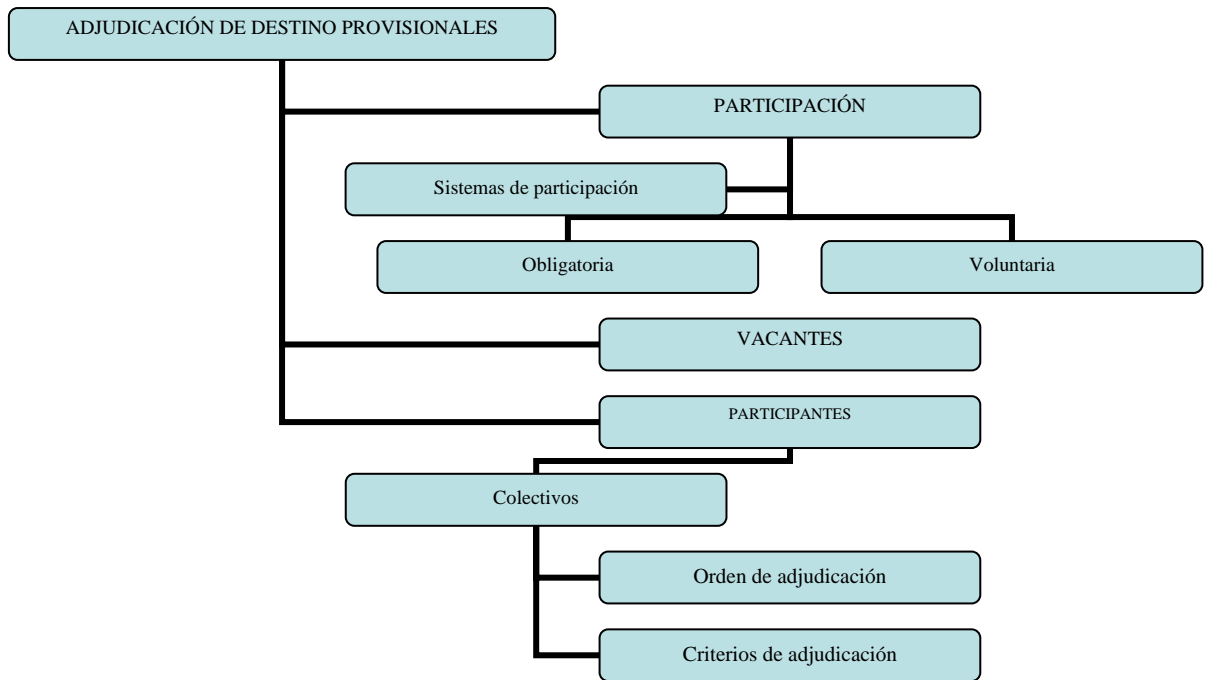 ADJUDICACIÓN DE DESTINO PROVISIONALES
PARTICIPACIÓN
Sistemas de participación
Obligatoria
Voluntaria
VACANTES
PARTICIPANTES
Colectivos
Orden de adjudicación
Criterios de adjudicación